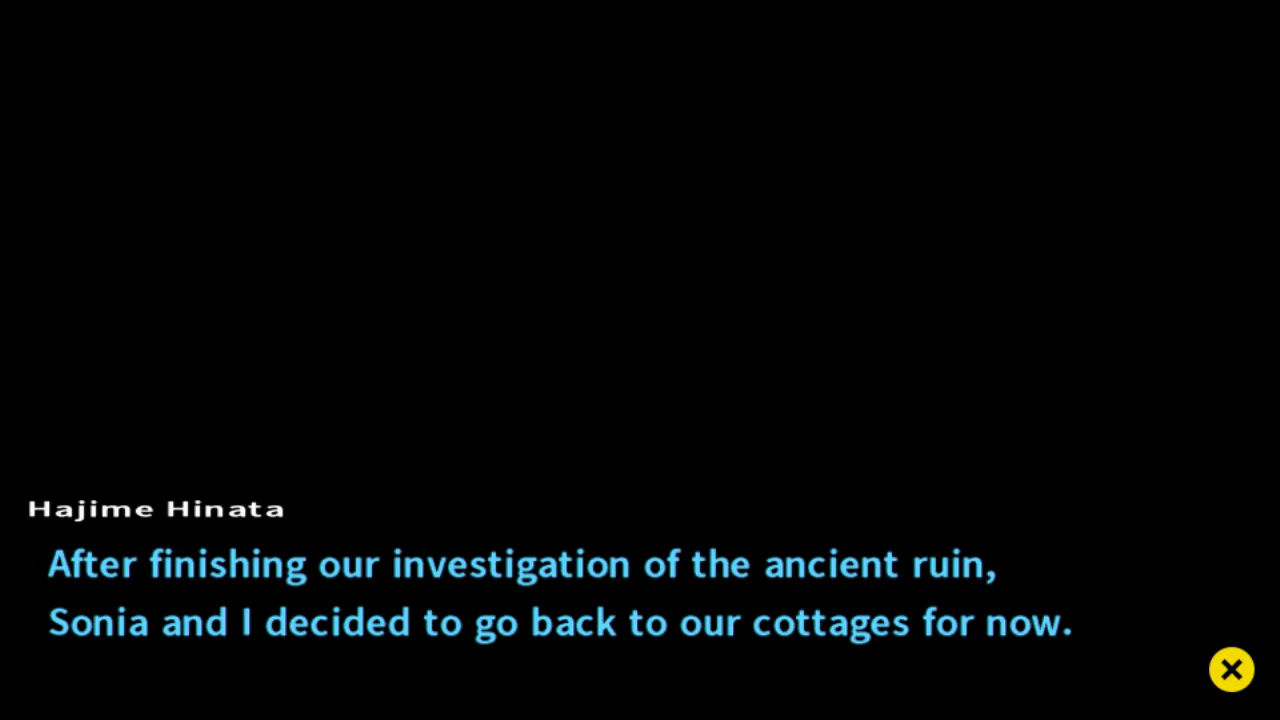 Hajime Hinata
After finishing our investigation of the ancient ruin,
Sonia and I decided to go back to our cottages for now.